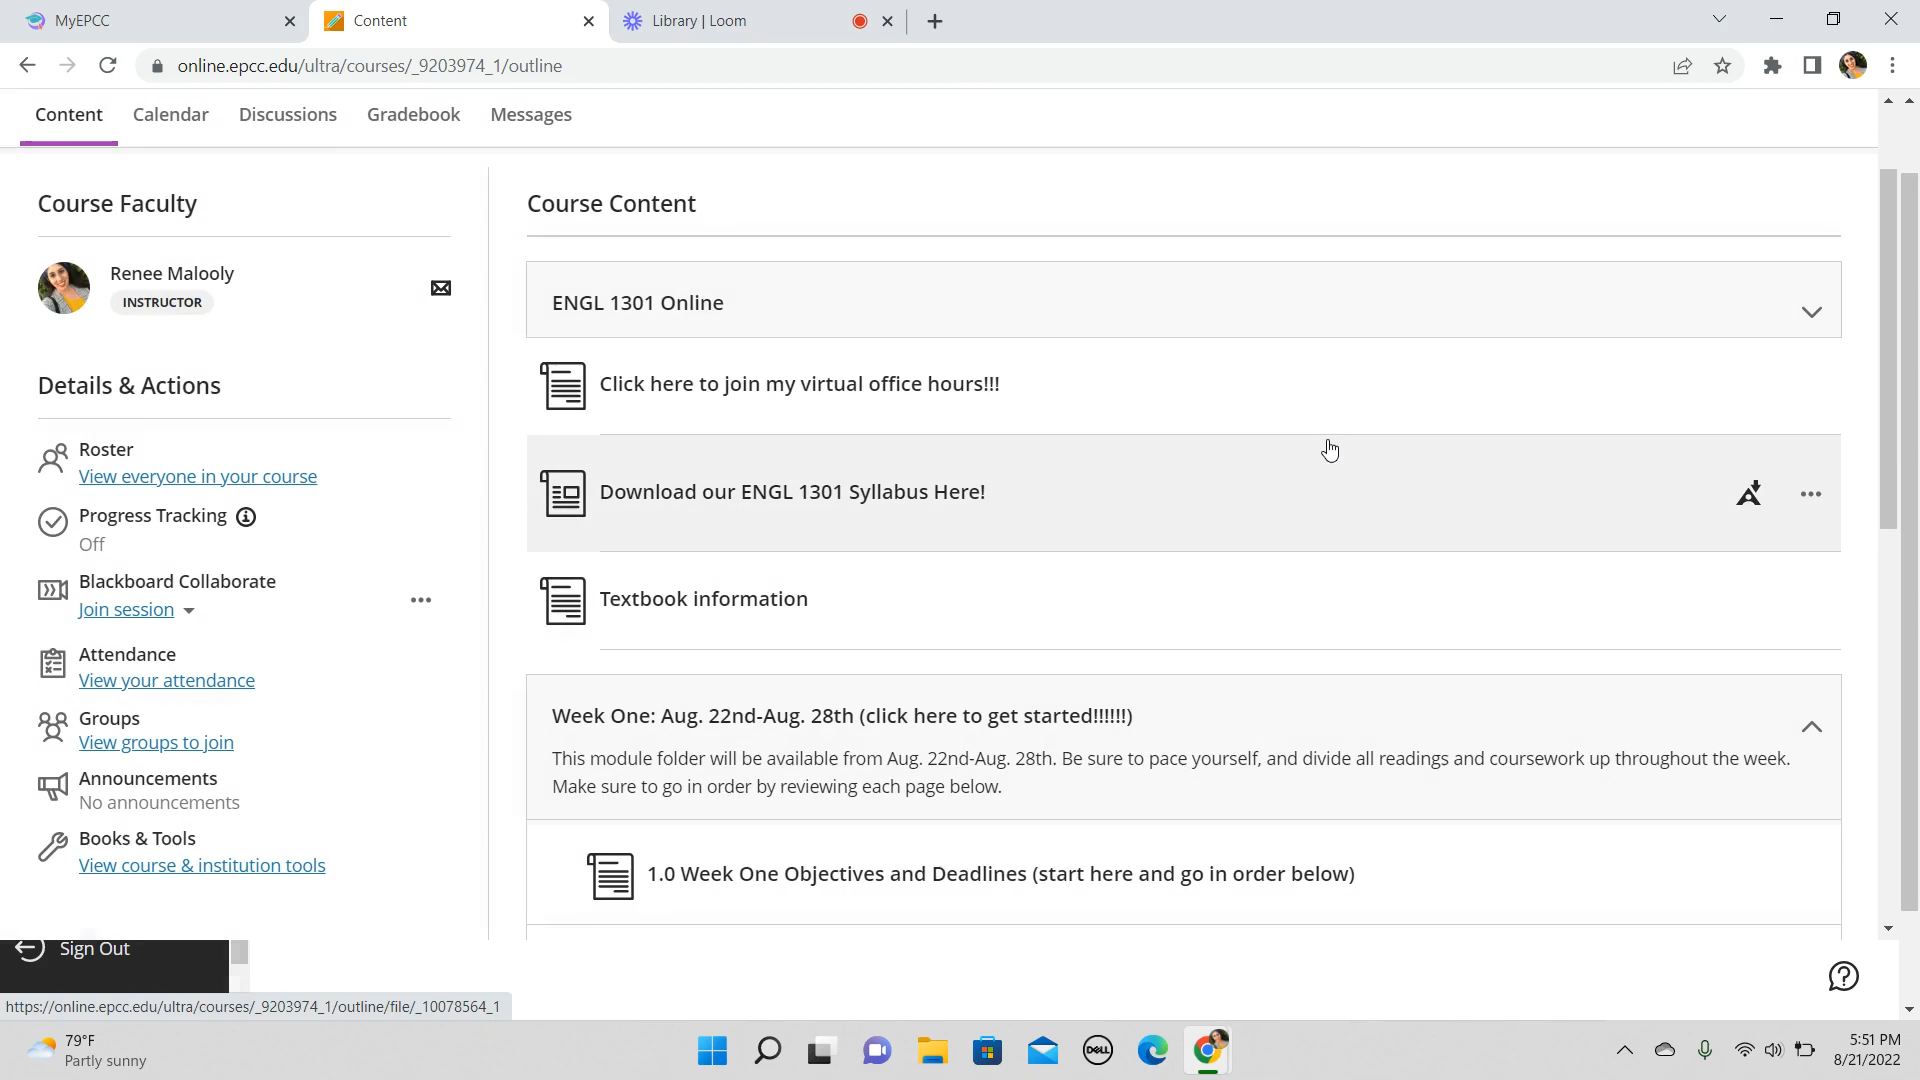 MyEPCC
Content
Library | Loom
online.epcc.edu/ultra/courses/_9203974_1/outline
Content
Calendar
Discussions
Gradebook
Messages
Course Faculty
Renee Malooly
INSTRUCTOR
Details & Actions
Roster
View everyone in your course
Progress Tracking
Off
Blackboard Collaborate
Join session
Attendance
View your attendance
Groups
View groups to join
Announcements
No announcements
Books & Tools
View course & institution tools
Course Content
ENGL 1301 Online
Click here to join my virtual office hours!!!
Download our ENGL 1301 Syllabus Here!
Textbook information
Week One: Aug. 22nd-Aug. 28th (click here to get started!!!!!!)
This module folder will be available from Aug. 22nd-Aug. 28th. Be sure to pace yourself, and divide all readings and coursework up throughout the week.
Make sure to go in order by reviewing each page below.
1.0 Week One Objectives and Deadlines (start here and go in order below)
Sign Out
https://online.epcc.edu/ultra/courses/_9203974_1/outline/file/_10078564_1
79°F
Partly sunny
DELL
5:51 PM
8/21/2022